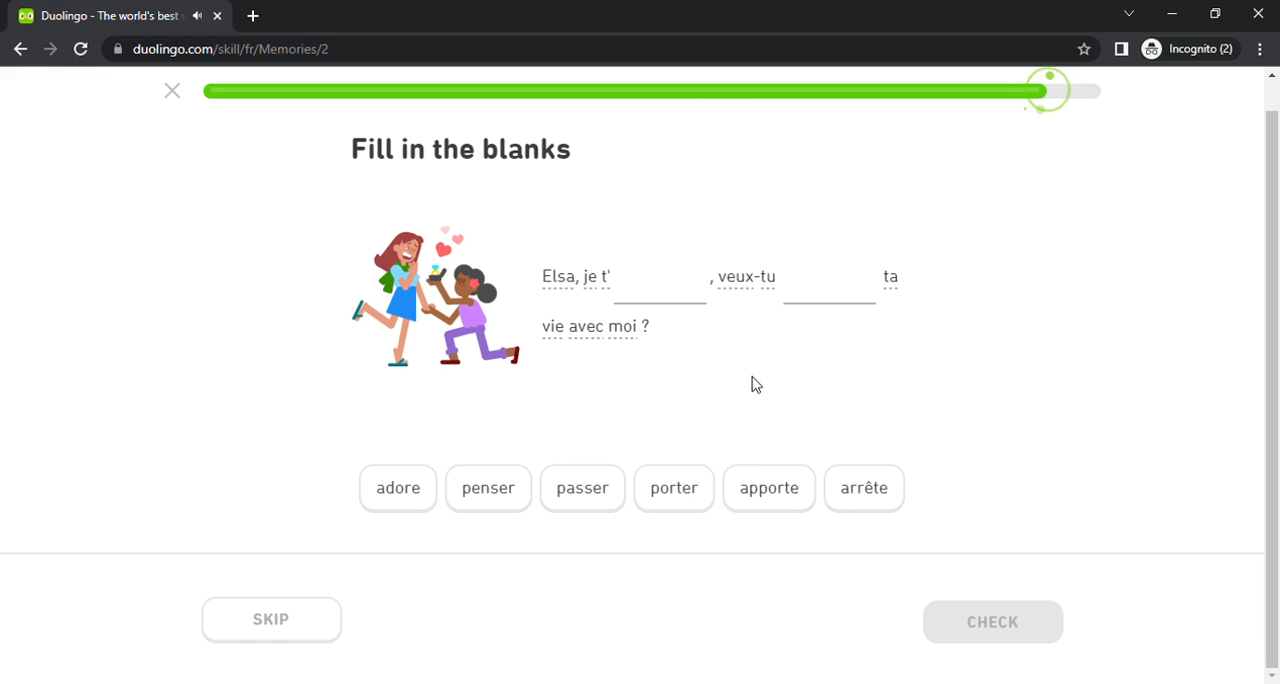 Duolingo - The world's best
duolingo.com/skill/fr/Memories/2
Incognito (2)
Fill in the blanks
Elsa, je t' , veux-tu ta
vie avec moi ?
adore penser passer porter apporte arrête
SKIP CHECK